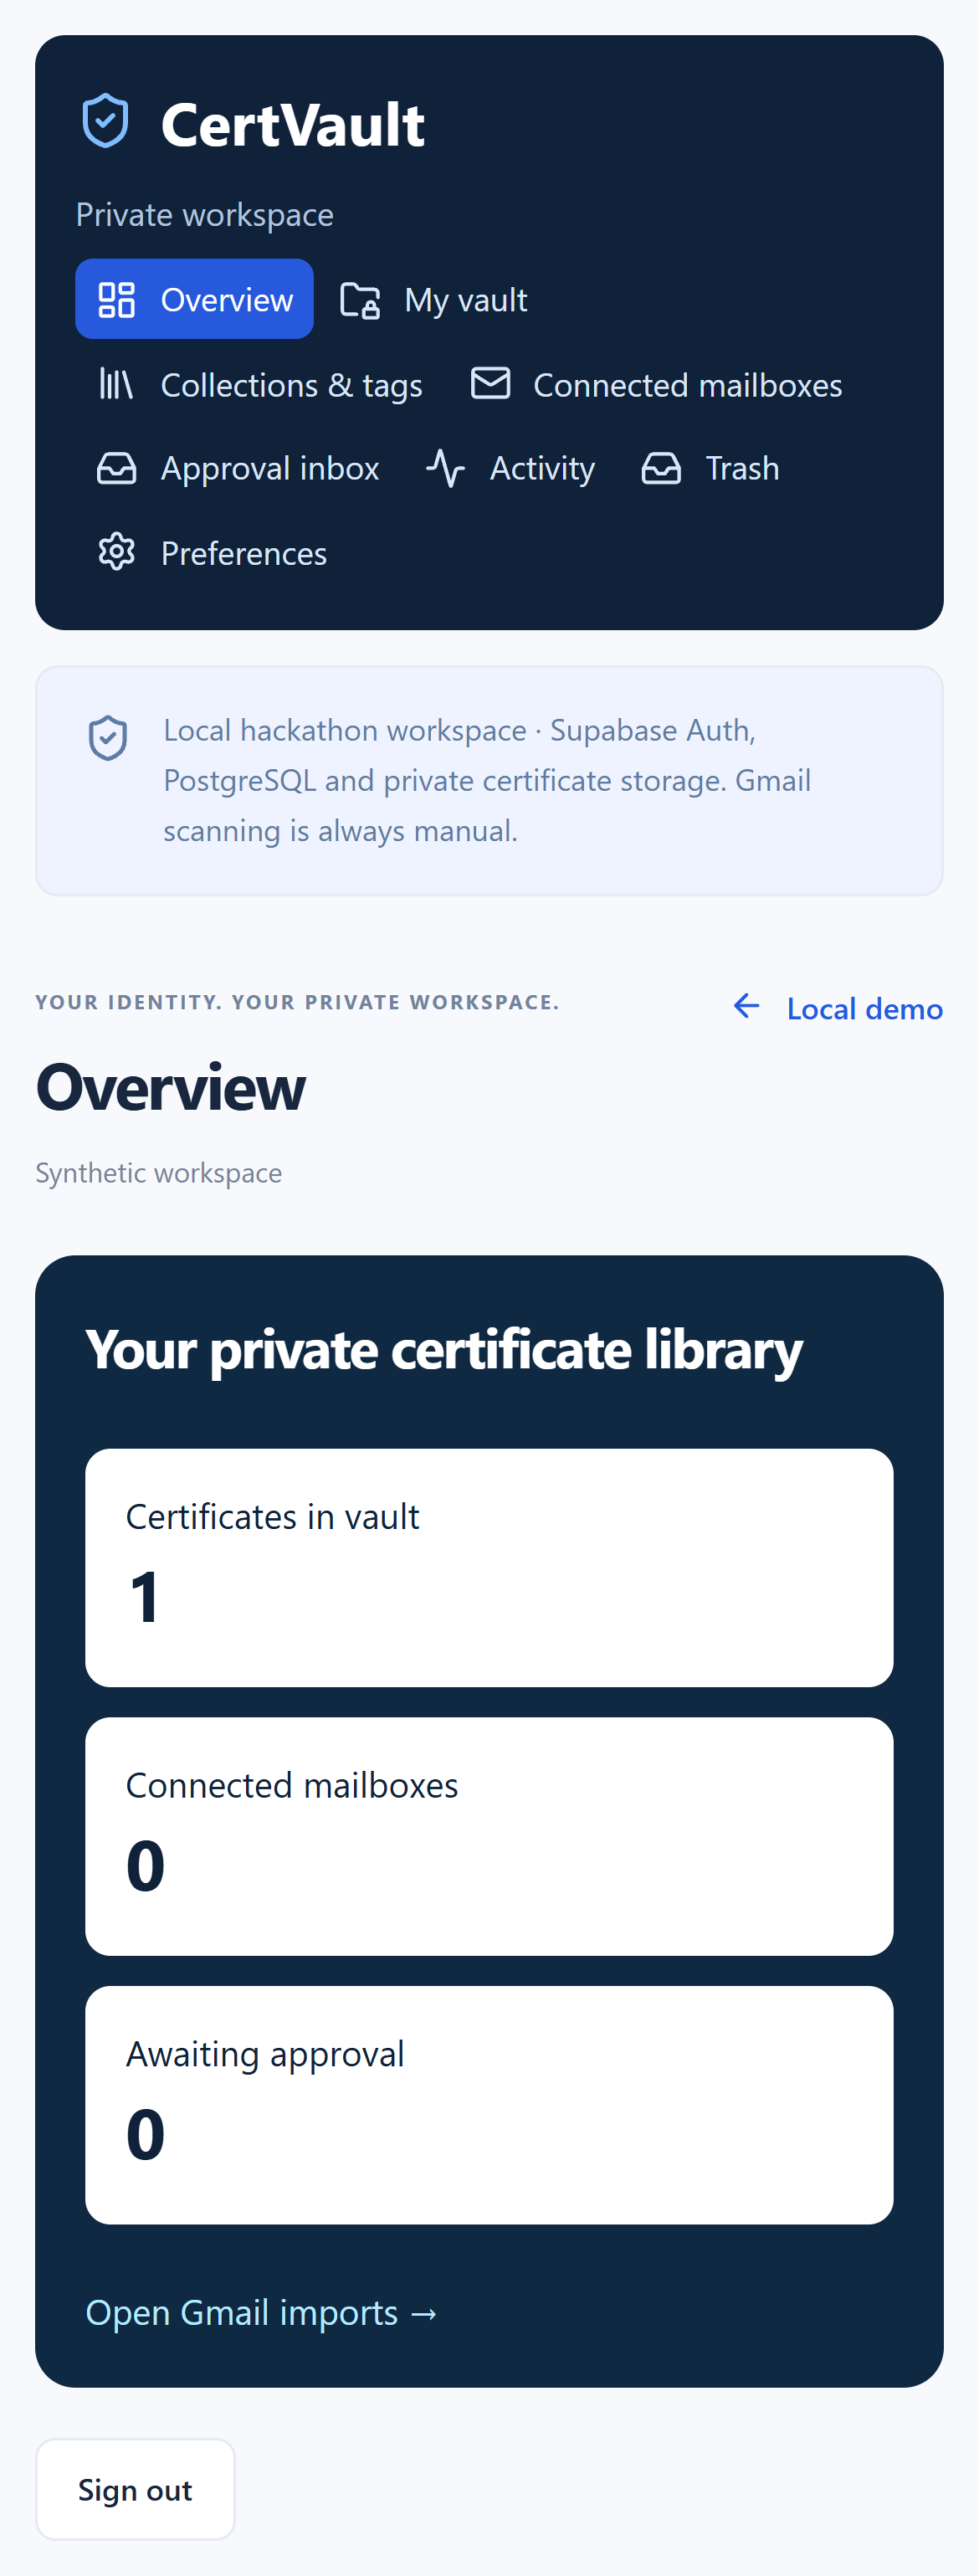 CertVault
Private workspace
Overview
My vault
Collections & tags
Connected mailboxes
Approval inbox
Activity
Trash
Preferences
Local hackathon workspace · Supabase Auth,
PostgreSQL and private certificate storage. Gmail
scanning is always manual.
YOUR IDENTITY. YOUR PRIVATE WORKSPACE.
← Local demo
Overview
Synthetic workspace
Your private certificate library
Certificates in vault
1
Connected mailboxes
0
Awaiting approval
0
Open Gmail imports →
Sign out